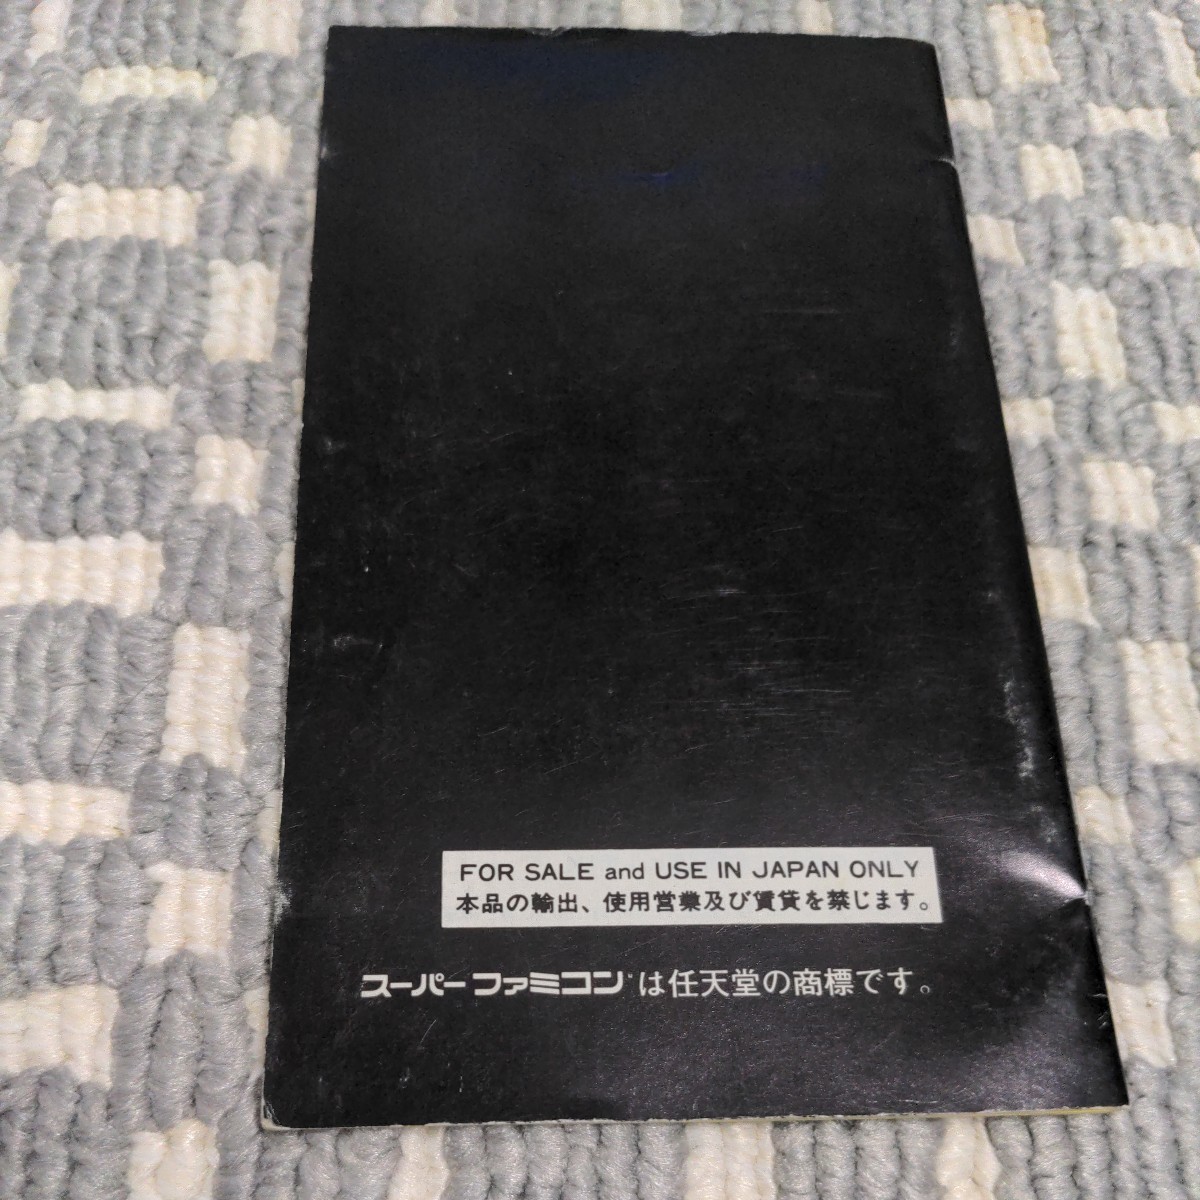 FOR SALE and USE IN JAPAN ONLY
本品の輸出、使用営業及び賃貸を禁じます。
スーパーファミコン は任天堂の商標です。